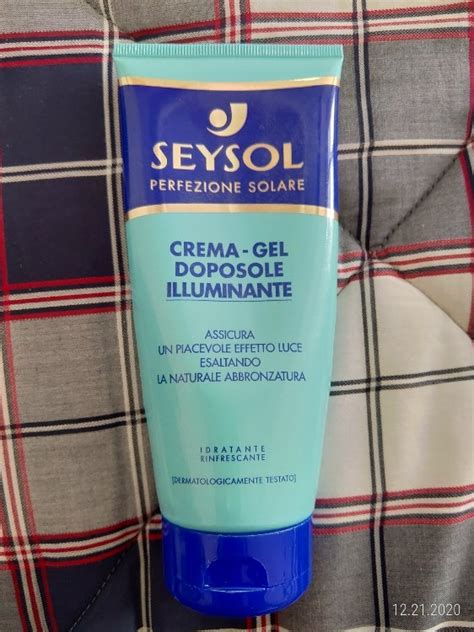 SEYSOL
PERFEZIONE SOLARE
CREMA-GEL
DOPOSOLE
ILLUMINANTE
ASSICURA
UN PIACEVOLE EFFETTO LUCE
ESALTANDO
LA NATURALE ABBRONZATURA
IDRATANTE
RINFRESCANTE
[DERMATOLOGICAMENTE TESTATO]
12.21.2020